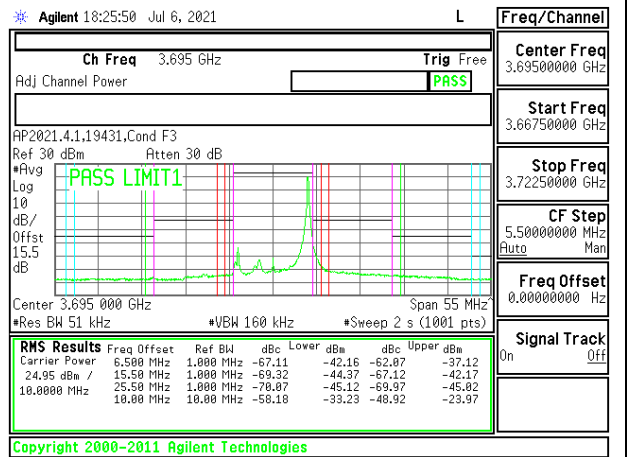 Agilent 18:25:50 Jul 6, 2021 L Freq/Channel
Ch Freq 3.695 GHz Trig Free
Adj Channel Power PASS
Center Freq
3.69500000 GHz
Start Freq
3.66750000 GHz
AP2021.4.1,19431,Cond F3
Ref 30 dBm Atten 30 dB
#Avg
Log
10
dB/
Offst
15.5
dB
PASS LIMIT1
Stop Freq
3.72250000 GHz
CF Step
5.50000000 MHz
Auto Man
Freq Offset
0.00000000 Hz
Center 3.695 000 GHz Span 55 MHz
#Res BW 51 kHz #VBW 160 kHz #Sweep 2 s (1001 pts)
Signal Track
On Off
RMS Results Freq Offset Ref BW dBc Lower dBm dBc Upper dBm
Carrier Power 6.500 MHz 1.000 MHz -67.11 -42.16 -62.07 -37.12
24.95 dBm / 15.50 MHz 1.000 MHz -69.32 -44.37 -67.12 -42.17
10.0000 MHz 25.50 MHz 1.000 MHz -70.07 -45.12 -69.97 -45.02
10.00 MHz 10.00 MHz -58.18 -33.23 -48.92 -23.97
Copyright 2000-2011 Agilent Technologies